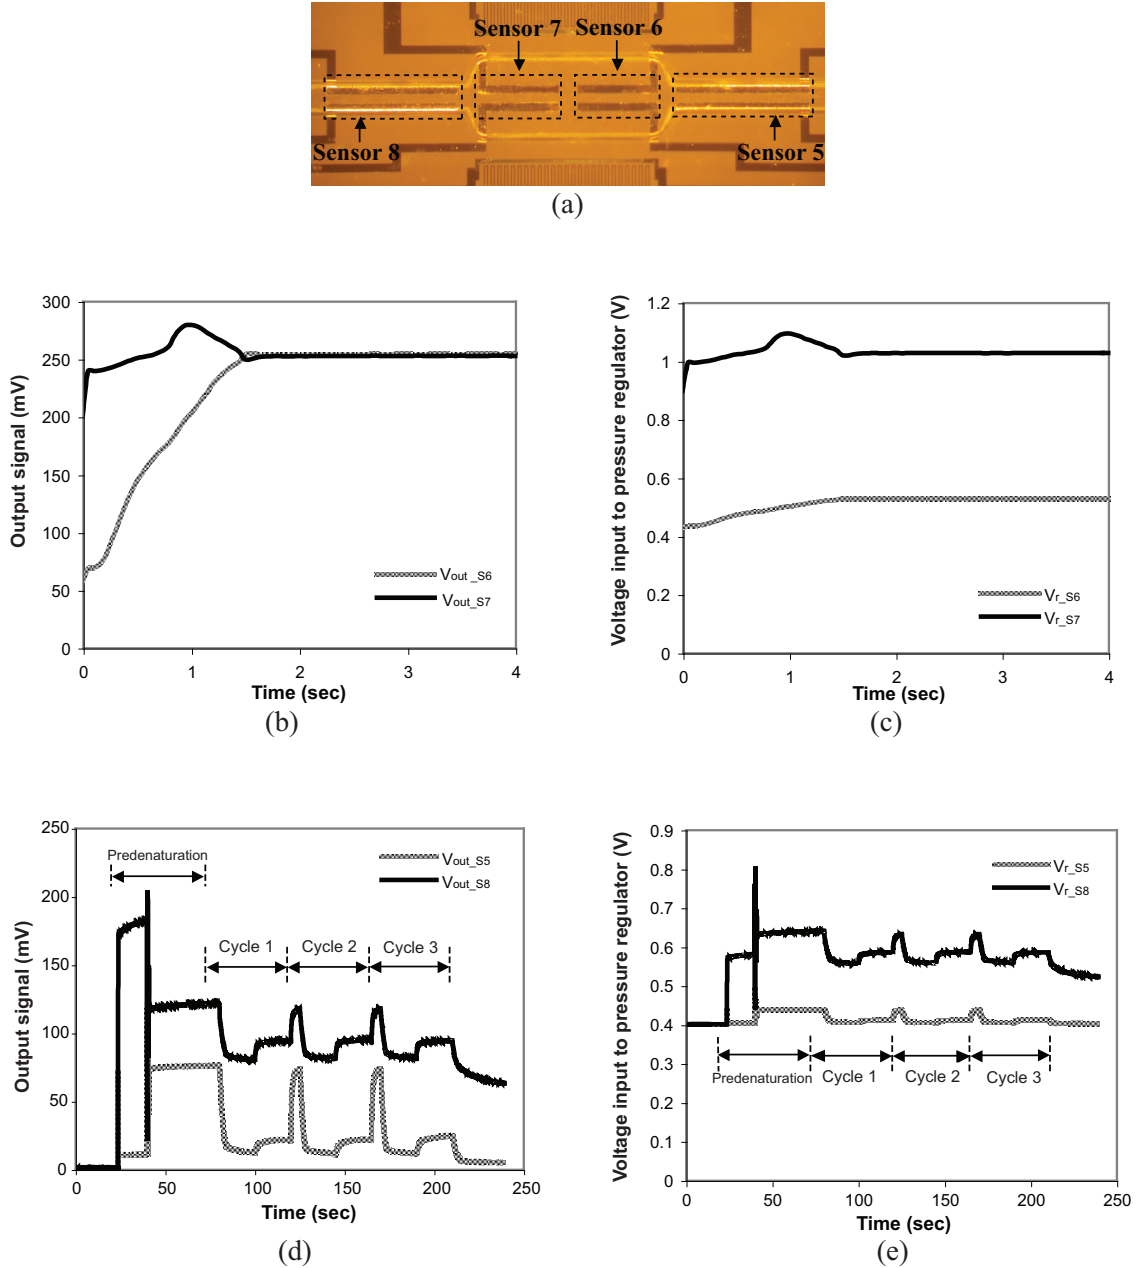 Sensor 7 Sensor 6
Sensor 8 Sensor 5
(a)
Output signal (mV)
300
250
200
150
100
50
0
Vout_S6
Vout_S7
0 1 2 3 4
Time (sec)
(b)
Voltage input to pressure regulator (V)
1.2
1
0.8
0.6
0.4
0.2
0
Vr_S6
Vr_S7
0 1 2 3 4
Time (sec)
(c)
Output signal (mV)
250
200
150
100
50
0
Predenaturation
Vout_S5
Vout_S8
Cycle 1 Cycle 2 Cycle 3
0 50 100 150 200 250
Time (sec)
(d)
Voltage input to pressure regulator (V)
0.9
0.8
0.7
0.6
0.5
0.4
0.3
0.2
0.1
0
Vr_S5
Vr_S8
Predenaturation Cycle 1 Cycle 2 Cycle 3
0 50 100 150 200 250
Time (sec)
(e)